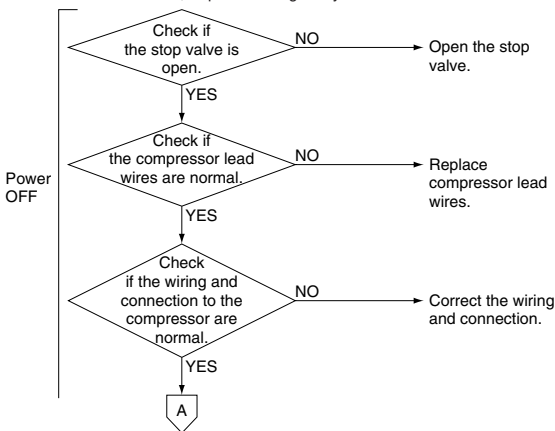 Check if
the stop valve is
open.
NO
Open the stop
valve.
YES
Check if
the compressor lead
wires are normal.
NO
Replace
compressor lead
wires.
Power
OFF
YES
Check
if the wiring and
connection to the
compressor are
normal.
NO
Correct the wiring
and connection.
YES
A